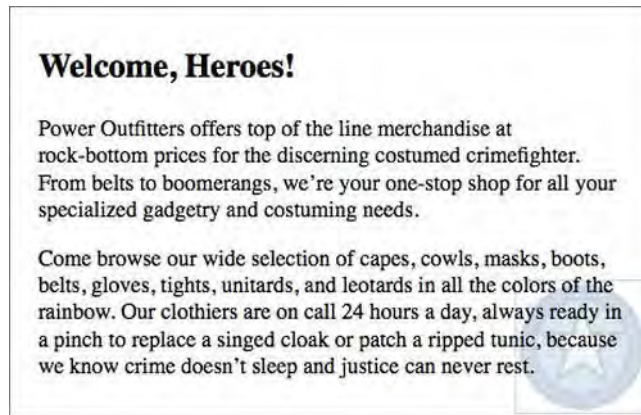 Welcome, Heroes!
Power Outfitters offers top of the line merchandise at
rock-bottom prices for the discerning costumed crimefighter.
From belts to boomerangs, we’re your one-stop shop for all your
specialized gadgetry and costuming needs.
Come browse our wide selection of capes, cowls, masks, boots,
belts, gloves, tights, unitards, and leotards in all the colors of the
rainbow. Our clothiers are on call 24 hours a day, always ready in
a pinch to replace a singed cloak or patch a ripped tunic, because
we know crime doesn’t sleep and justice can never rest.